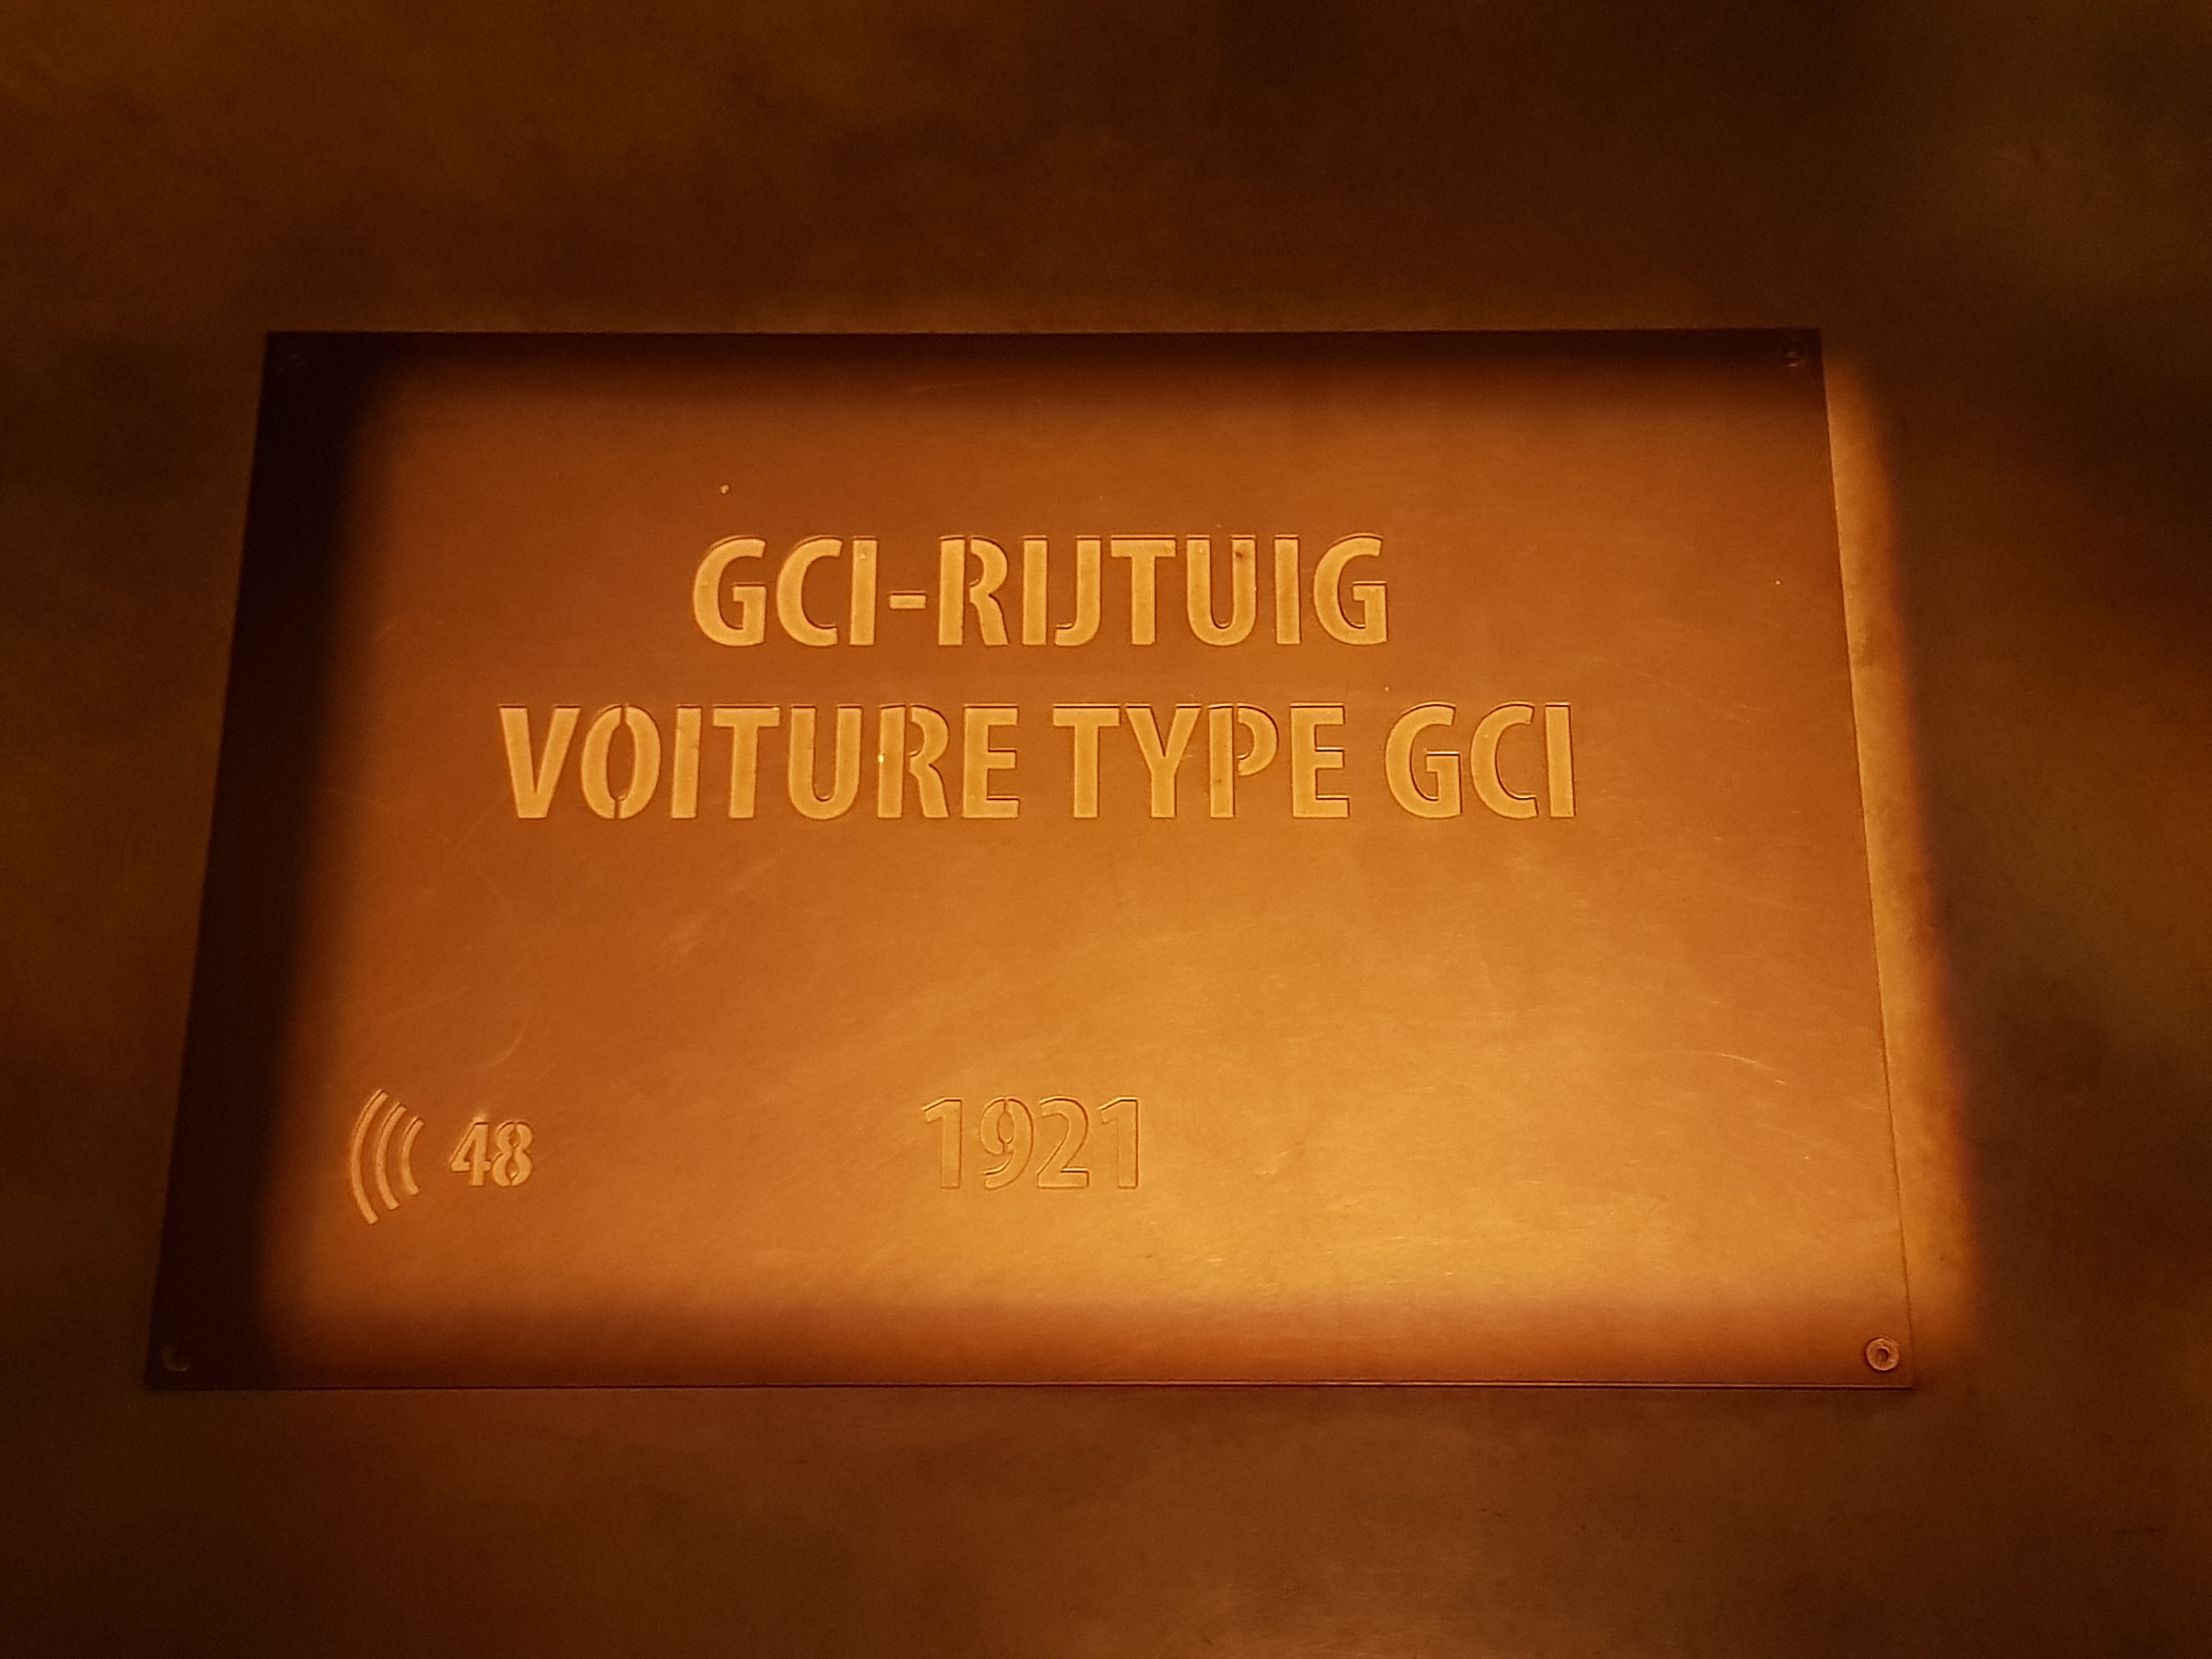 GCI-RIJTUIG
VOITURE TYPE GCI
48
1921